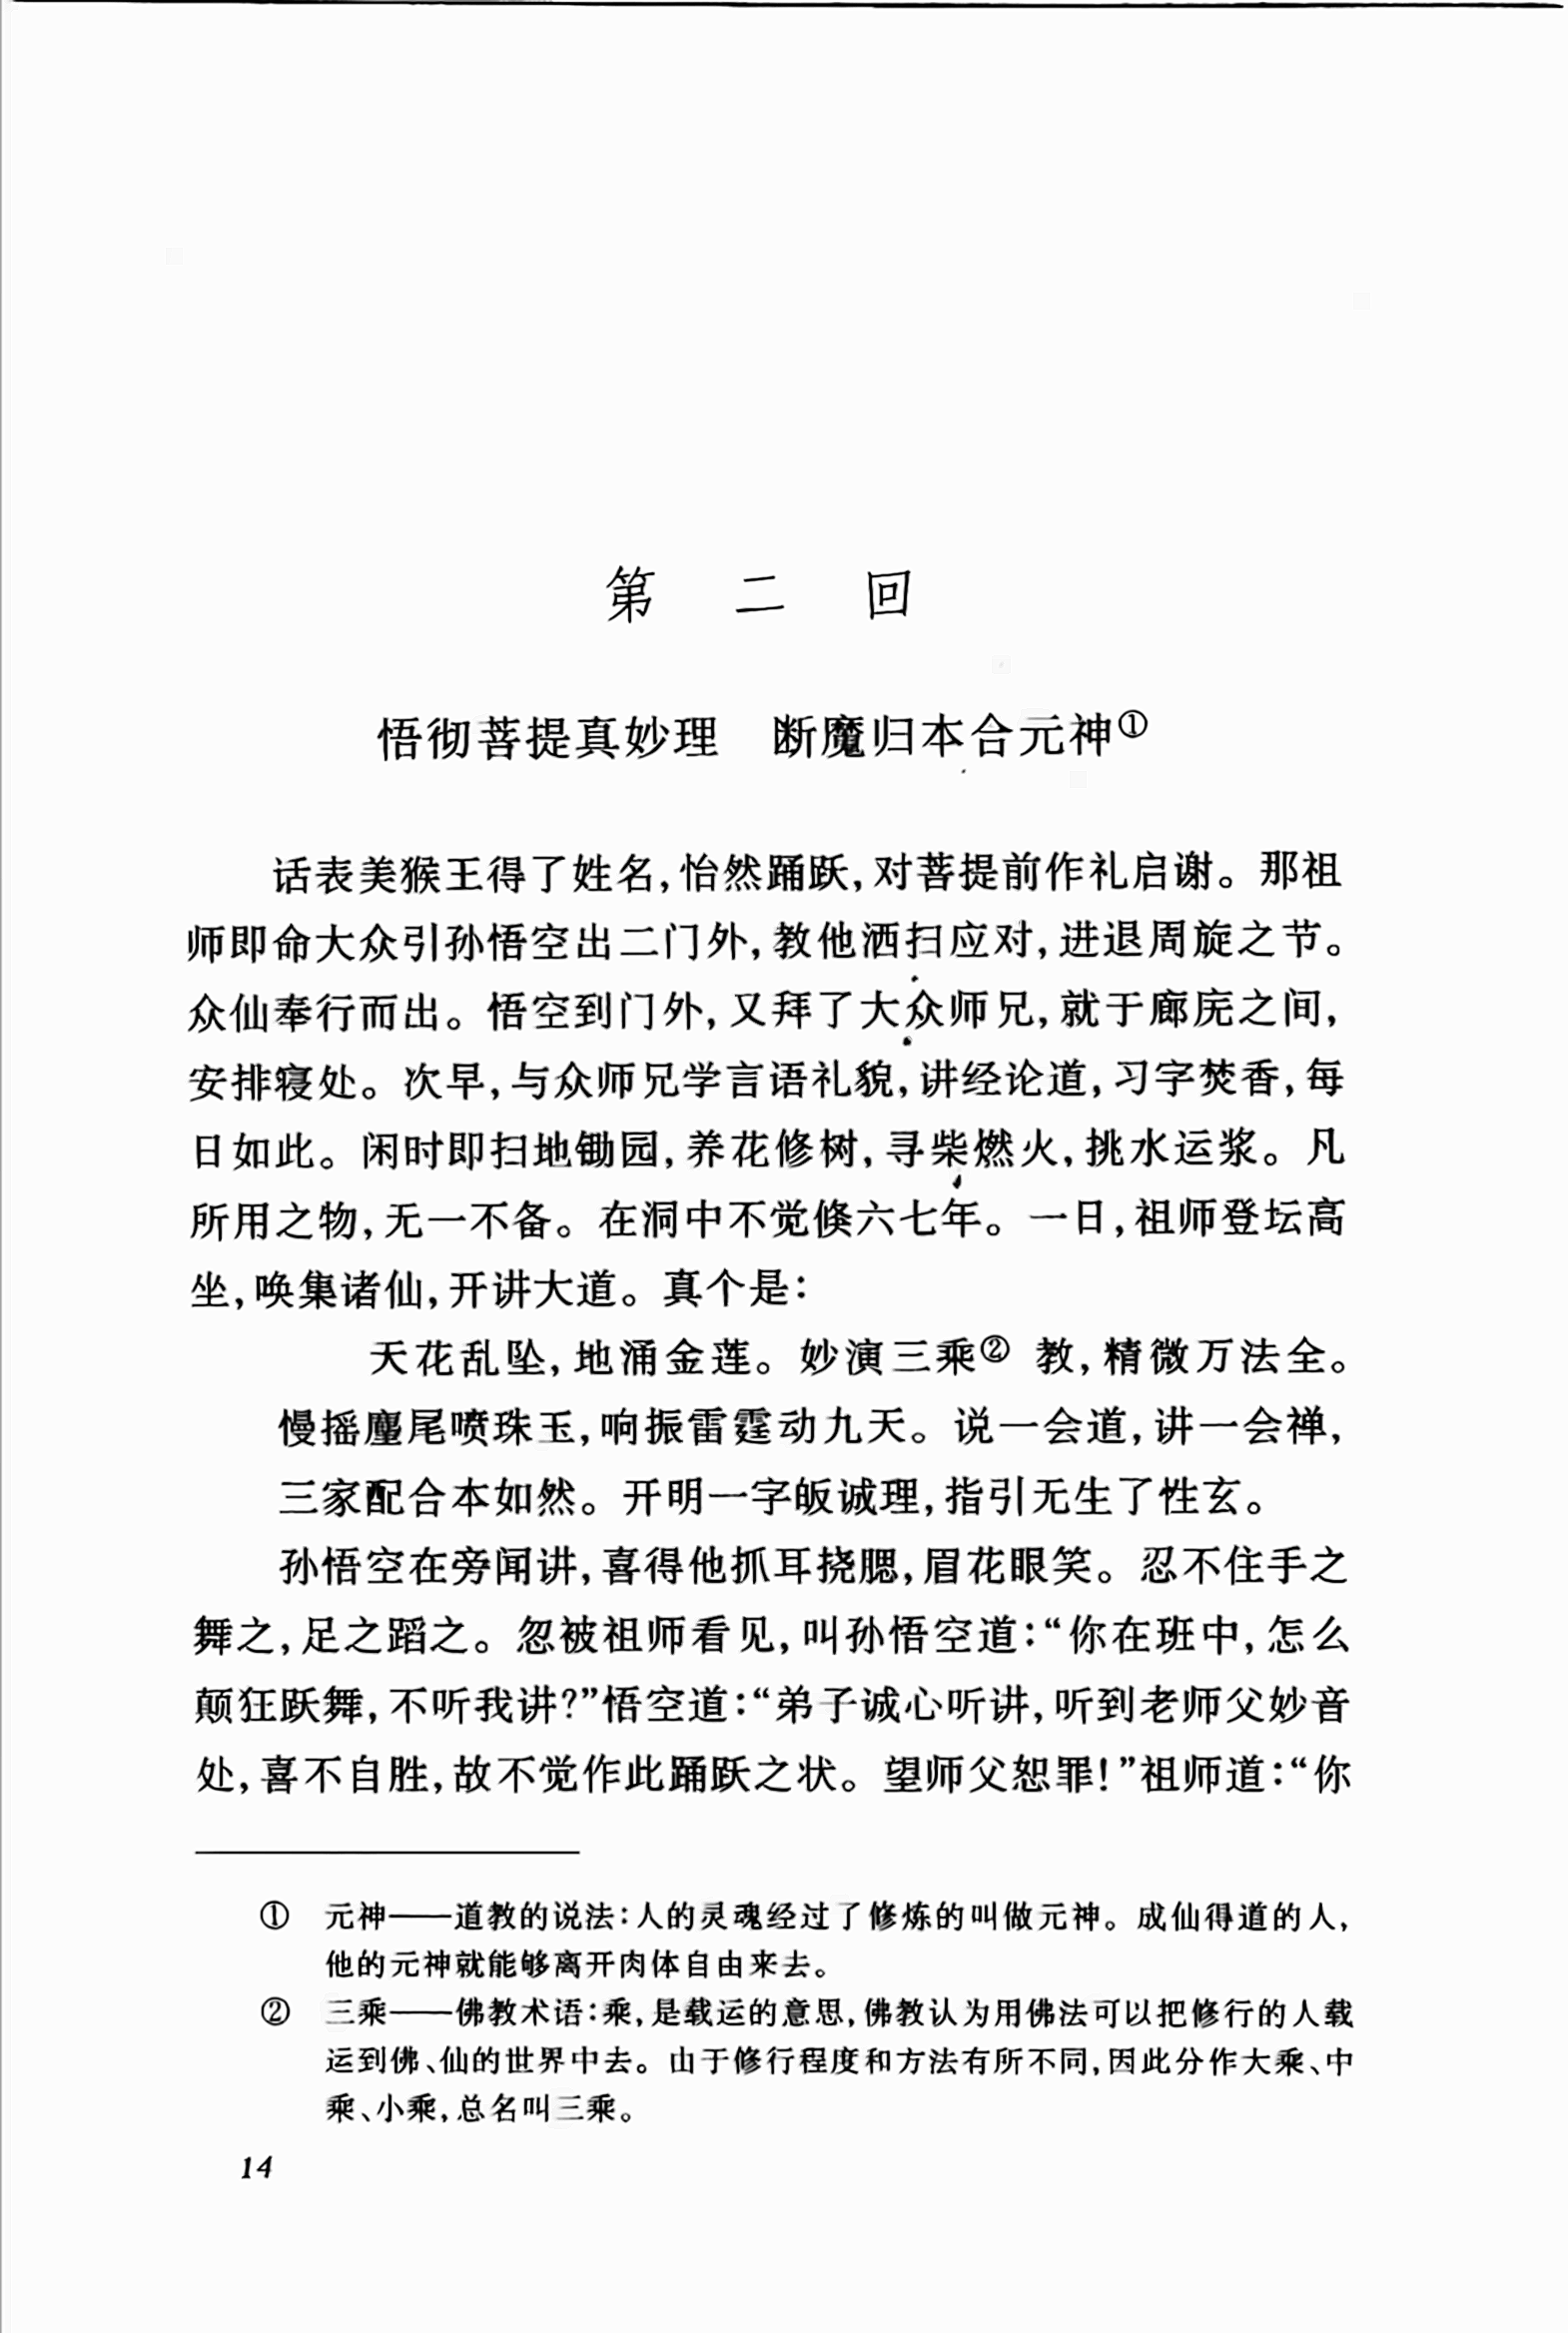 第二回
悟彻菩提真妙理　断魔归本合元神①
话表美猴王得了姓名，怡然踊跃，对菩提前作礼启谢。那祖
师即命大众引孙悟空出二门外，教他洒扫应对，进退周旋之节。
众仙奉行而出。悟空到门外，又拜了大众师兄，就于廊庑之间，
安排寝处。次早，与众师兄学言语礼貌，讲经论道，习字焚香，每
日如此。闲时即扫地锄园，养花修树，寻柴燃火，挑水运浆。凡
所用之物，无一不备。在洞中不觉倏六七年。一日，祖师登坛高
坐，唤集诸仙，开讲大道。真个是：
天花乱坠，地涌金莲。妙演三乘②教，精微万法全。
慢摇麈尾喷珠玉，响振雷霆动九天。说一会道，讲一会禅，
三家配合本如然。开明一字皈诚理，指引无生了性玄。
孙悟空在旁闻讲，喜得他抓耳挠腮，眉花眼笑。忍不住手之
舞之，足之蹈之。忽被祖师看见，叫孙悟空道：“你在班中，怎么
颠狂跃舞，不听我讲？”悟空道：“弟子诚心听讲，听到老师父妙音
处，喜不自胜，故不觉作此踊跃之状。望师父恕罪！”祖师道：“你
①　元神——道教的说法：人的灵魂经过了修炼的叫做元神。成仙得道的人，
他的元神就能够离开肉体自由来去。
②　三乘——佛教术语：乘，是载运的意思，佛教认为用佛法可以把修行的人载
运到佛、仙的世界中去。由于修行程度和方法有所不同，因此分作大乘、中
乘、小乘，总名叫三乘。
14